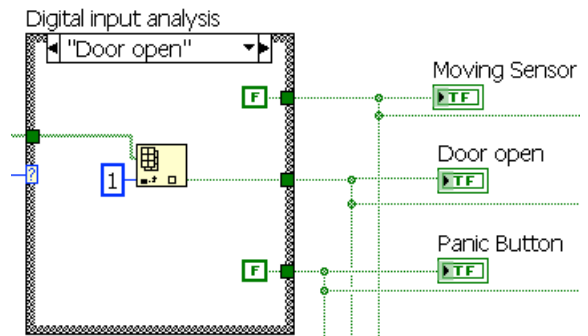 Digital input analysis
"Door open"
F
Moving Sensor
TF
?
1
Door open
TF
F
Panic Button
TF